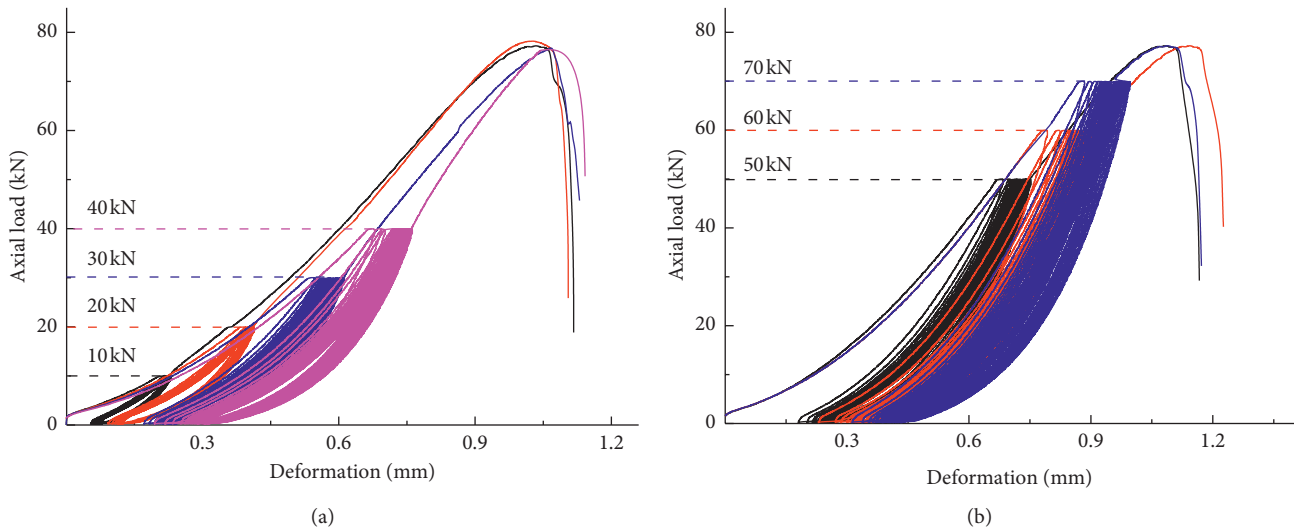 80
60
40
20
0
Axial load (kN)
40 kN
30 kN
20 kN
10 kN
0.3
0.6
0.9
1.2
Deformation (mm)
(a)
80
60
40
20
0
Axial load (kN)
70 kN
60 kN
50 kN
0.3
0.6
0.9
1.2
Deformation (mm)
(b)